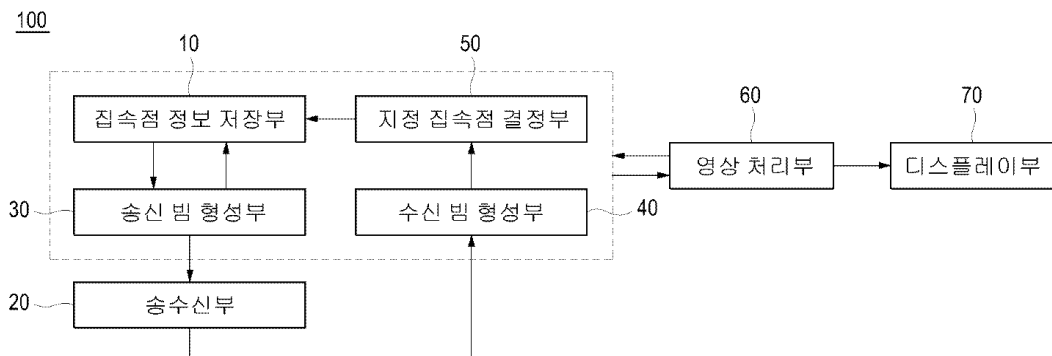 100
10
50
60
70
집속점 정보 저장부
지정 집속점 결정부
영상 처리부
디스플레이부
30
송신 빔 형성부
수신 빔 형성부
40
20
송수신부